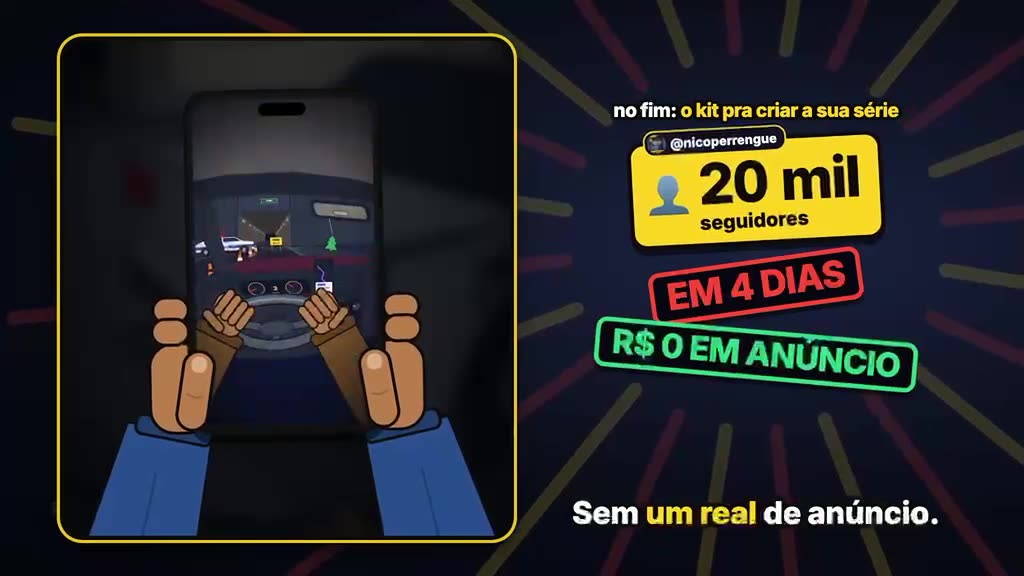 no fim: o kit pra criar a sua série
@nicoperrengue
20 mil
seguidores
EM 4 DIAS
R$ 0 EM ANÚNCIO
Sem um real de anúncio.